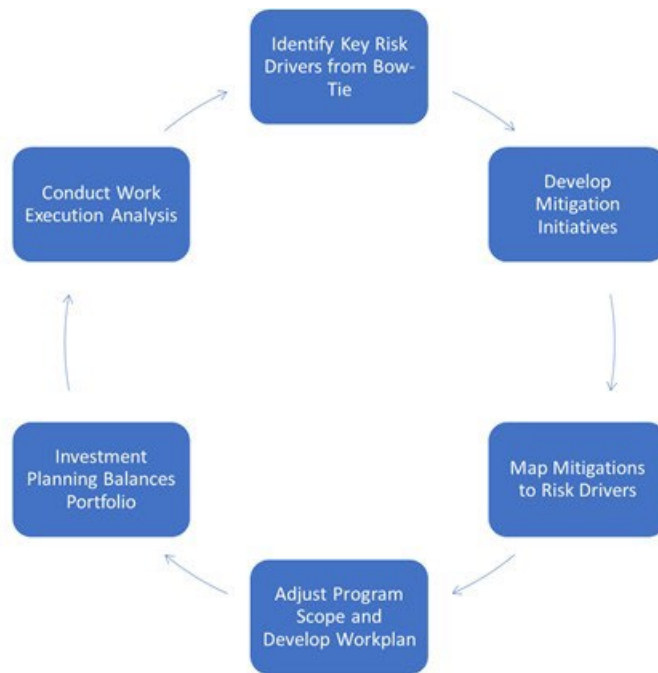 Identify Key Risk
Drivers from Bow-
Tie
Develop
Mitigation
Initiatives
Map Mitigations
to Risk Drivers
Adjust Program
Scope and
Develop Workplan
Investment
Planning Balances
Portfolio
Conduct Work
Execution Analysis